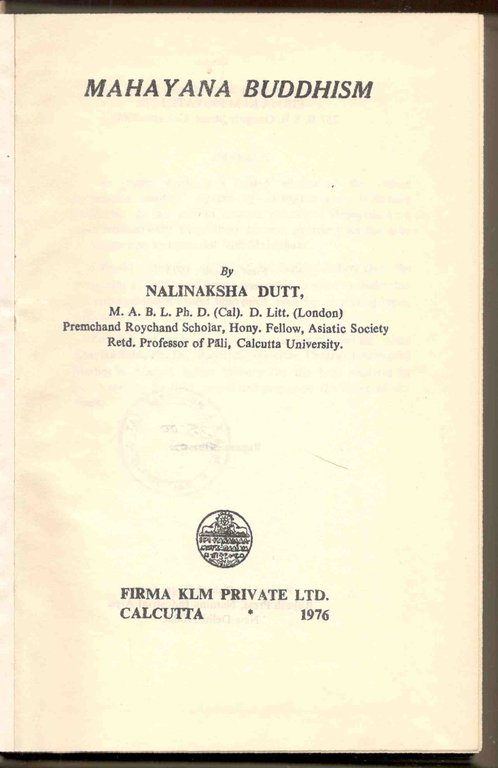 MAHAYANA BUDDHISM
By
NALINAKSHA DUTT,
M. A. B. L. Ph. D. (Cal). D. Litt. (London)
Premchand Roychand Scholar, Hony. Fellow, Asiatic Society
Retd. Professor of Pāli, Calcutta University.
FIRMA KLM PRIVATE LTD.
CALCUTTA * 1976